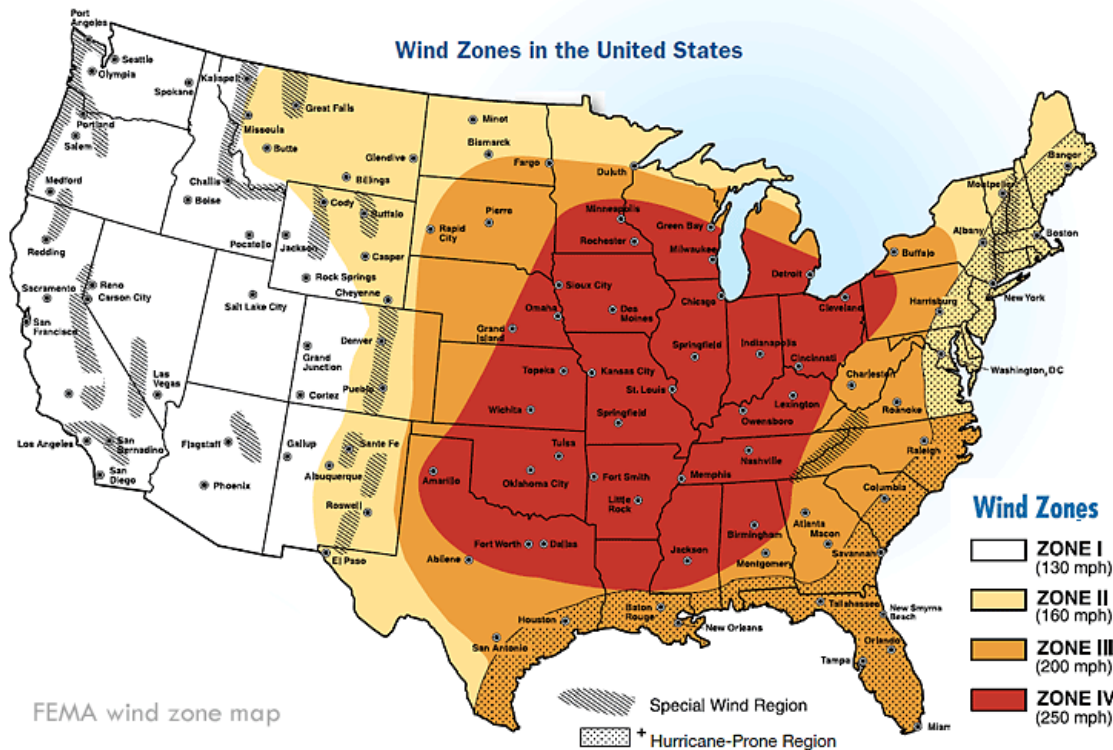 Wind Zones in the United States
Port
Angeles
Seattle
Olympia
Spokane
Kalispell
Great Falls
Missoula
Butte
Glendive
Billings
Minot
Bismarck
Fargo
Duluth
Portland
Salem
Medford
Challis
Boise
Pocatello
Jackson
Cody
Buffalo
Casper
Rock Springs
Cheyenne
Rapid
City
Pierre
Minneapolis
Rochester
Green Bay
Milwaukee
Detroit
Buffalo
Albany
Montpelier
Bangor
Boston
New York
Harrisburg
Washington, DC
Redding
Sacramento
San
Francisco
Reno
Carson City
Salt Lake City
Las
Vegas
Los Angeles
San
Bernadino
San
Diego
Flagstaff
Phoenix
Grand
Junction
Cortez
Denver
Pueblo
Gallup
Sante Fe
Albuquerque
Roswell
El Paso
Sioux City
Omaha
Des
Moines
Grand
Island
Chicago
Cleveland
Topeka
Kansas City
Springfield
Indianapolis
Cincinnati
St. Louis
Charleston
Lexington
Owensboro
Roanoke
Wichita
Springfield
Tulsa
Nashville
Raleigh
Amarillo
Oklahoma City
Fort Smith
Memphis
Little
Rock
Columbia
Atlanta
Macon
Savannah
Birmingham
Montgomery
Fort Worth
Dallas
Abilene
Jackson
Houston
San Antonio
Baton
Rouge
New Orleans
Tallahassee
New Smyrna
Beach
Orlando
Tampa
Miam
Wind Zones
ZONE I
(130 mph)
ZONE II
(160 mph)
ZONE III
(200 mph)
ZONE IV
(250 mph)
Special Wind Region
+ Hurricane-Prone Region
FEMA wind zone map